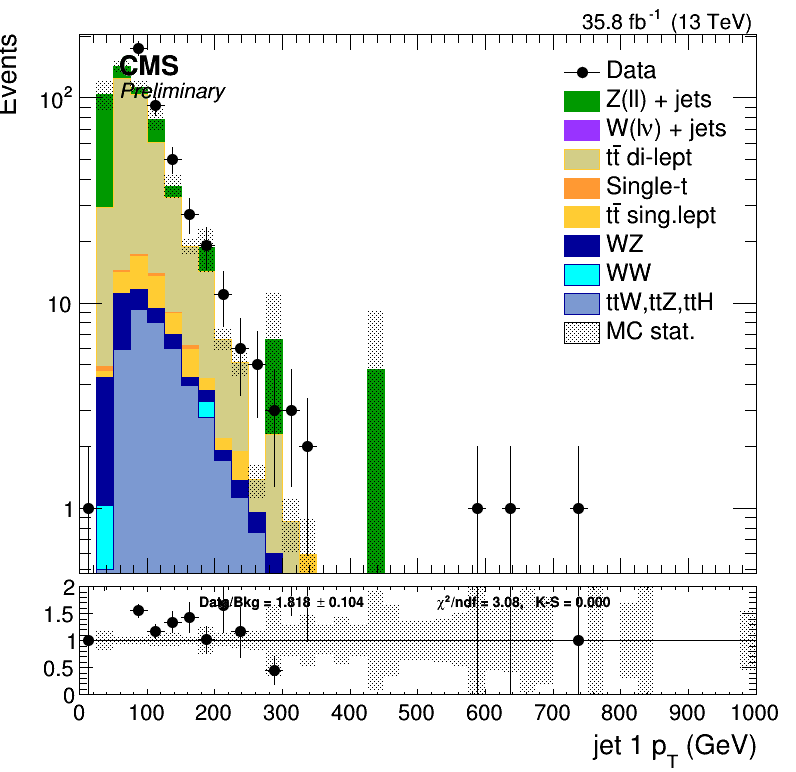 35.8 fb⁻¹ (13 TeV)
Events
CMS
Preliminary
Data
Z(ll) + jets
W(lν) + jets
tt̄ di-lept
Single-t
tt̄ sing.lept
WZ
WW
ttW,ttZ,ttH
MC stat.
10²
10
1
Data/Bkg = 1.818 ± 0.104
χ²/ndf = 3.08, K-S = 0.000
2
1.5
1
0.5
0
0 100 200 300 400 500 600 700 800 900 1000
jet 1 p_T (GeV)